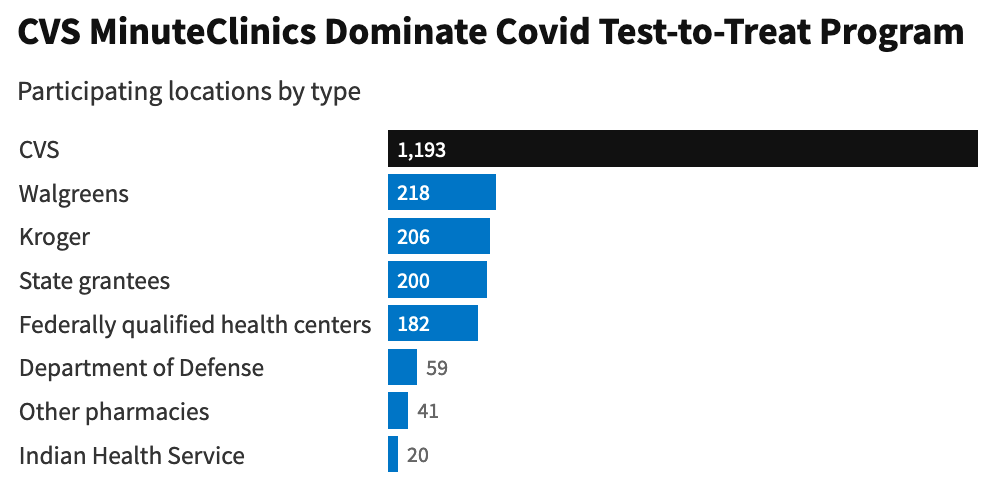 CVS MinuteClinics Dominate Covid Test-to-Treat Program
Participating locations by type
CVS 1,193
Walgreens 218
Kroger 206
State grantees 200
Federally qualified health centers 182
Department of Defense 59
Other pharmacies 41
Indian Health Service 20